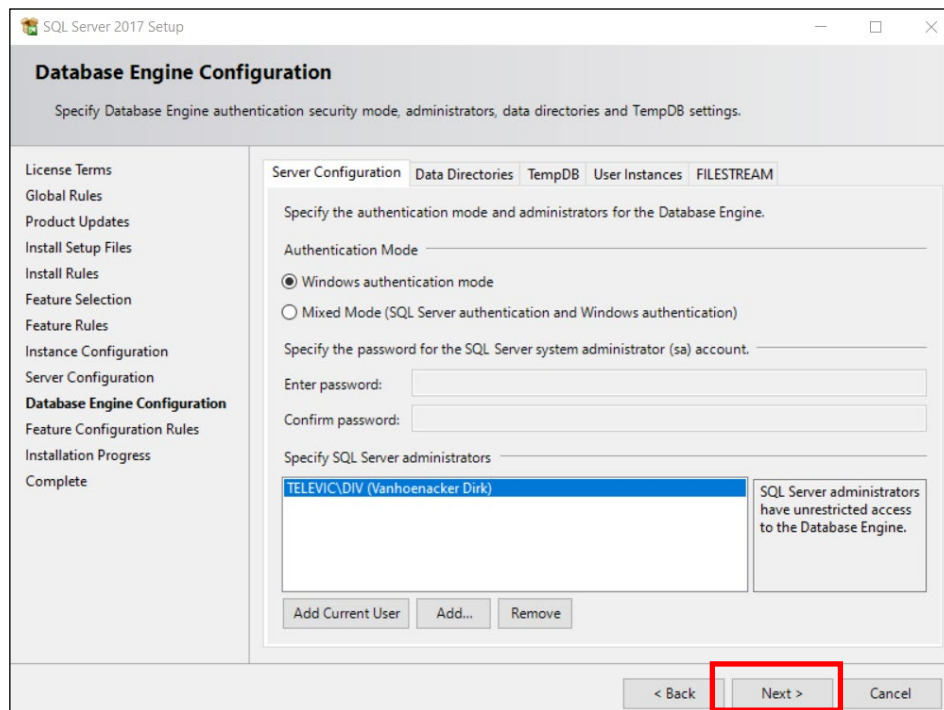 SQL Server 2017 Setup
Database Engine Configuration
Specify Database Engine authentication security mode, administrators, data directories and TempDB settings.
License Terms
Global Rules
Product Updates
Install Setup Files
Install Rules
Feature Selection
Feature Rules
Instance Configuration
Server Configuration
Database Engine Configuration
Feature Configuration Rules
Installation Progress
Complete
Server Configuration Data Directories TempDB User Instances FILESTREAM
Specify the authentication mode and administrators for the Database Engine.
Authentication Mode
Windows authentication mode
Mixed Mode (SQL Server authentication and Windows authentication)
Specify the password for the SQL Server system administrator (sa) account.
Enter password:
Confirm password:
Specify SQL Server administrators
TELEVIC\DIV (Vanhoenacker Dirk)
SQL Server administrators
have unrestricted access
to the Database Engine.
Add Current User Add... Remove
< Back Next > Cancel